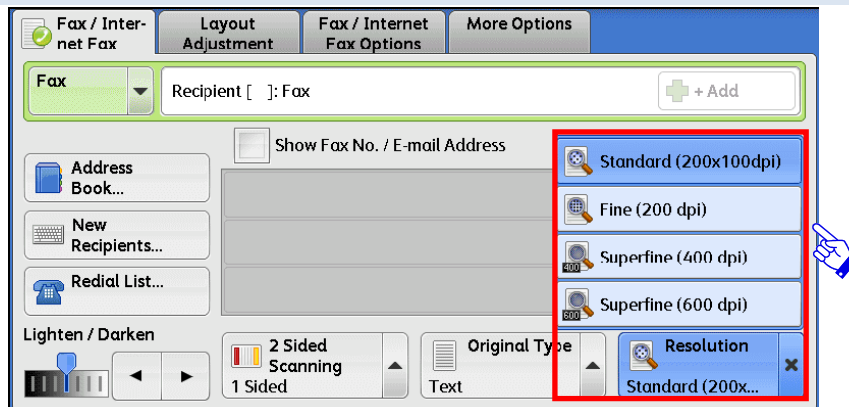 Fax / Inter-
net Fax
Layout
Adjustment
Fax / Internet
Fax Options
More Options
Fax
Recipient [   ]: Fax
+ Add
Show Fax No. / E-mail Address
Address
Book...
New
Recipients...
Redial List...
Standard (200x100dpi)
Fine (200 dpi)
400
Superfine (400 dpi)
600
Superfine (600 dpi)
Lighten / Darken
2 Sided
Scanning
1 Sided
Original Type
Text
Resolution
Standard (200x...